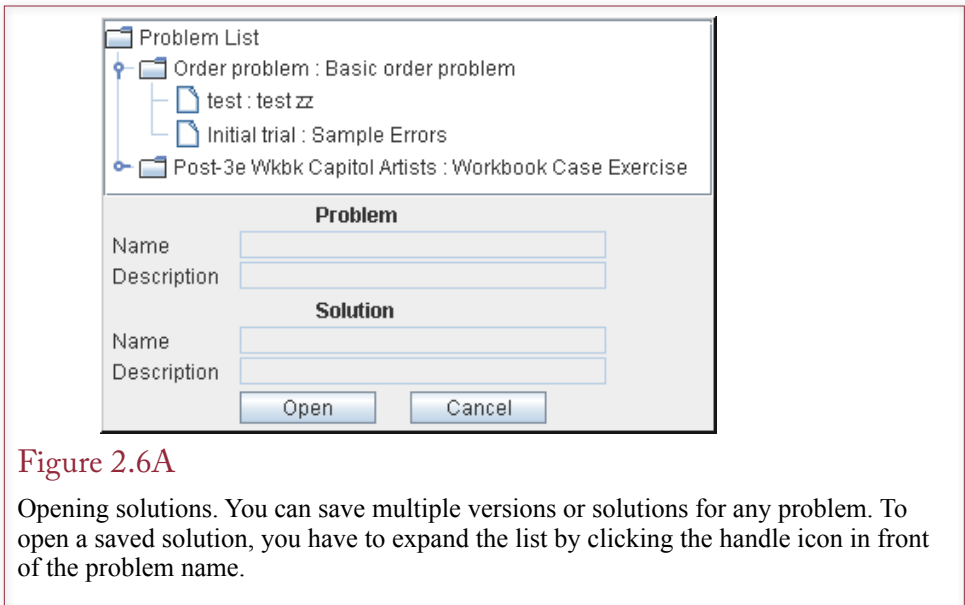 Problem List
Order problem : Basic order problem
test : test zz
Initial trial : Sample Errors
Post-3e Wkbk Capitol Artists : Workbook Case Exercise
Problem
Name
Description
Solution
Name
Description
Open Cancel
Figure 2.6A
Opening solutions. You can save multiple versions or solutions for any problem. To
open a saved solution, you have to expand the list by clicking the handle icon in front
of the problem name.